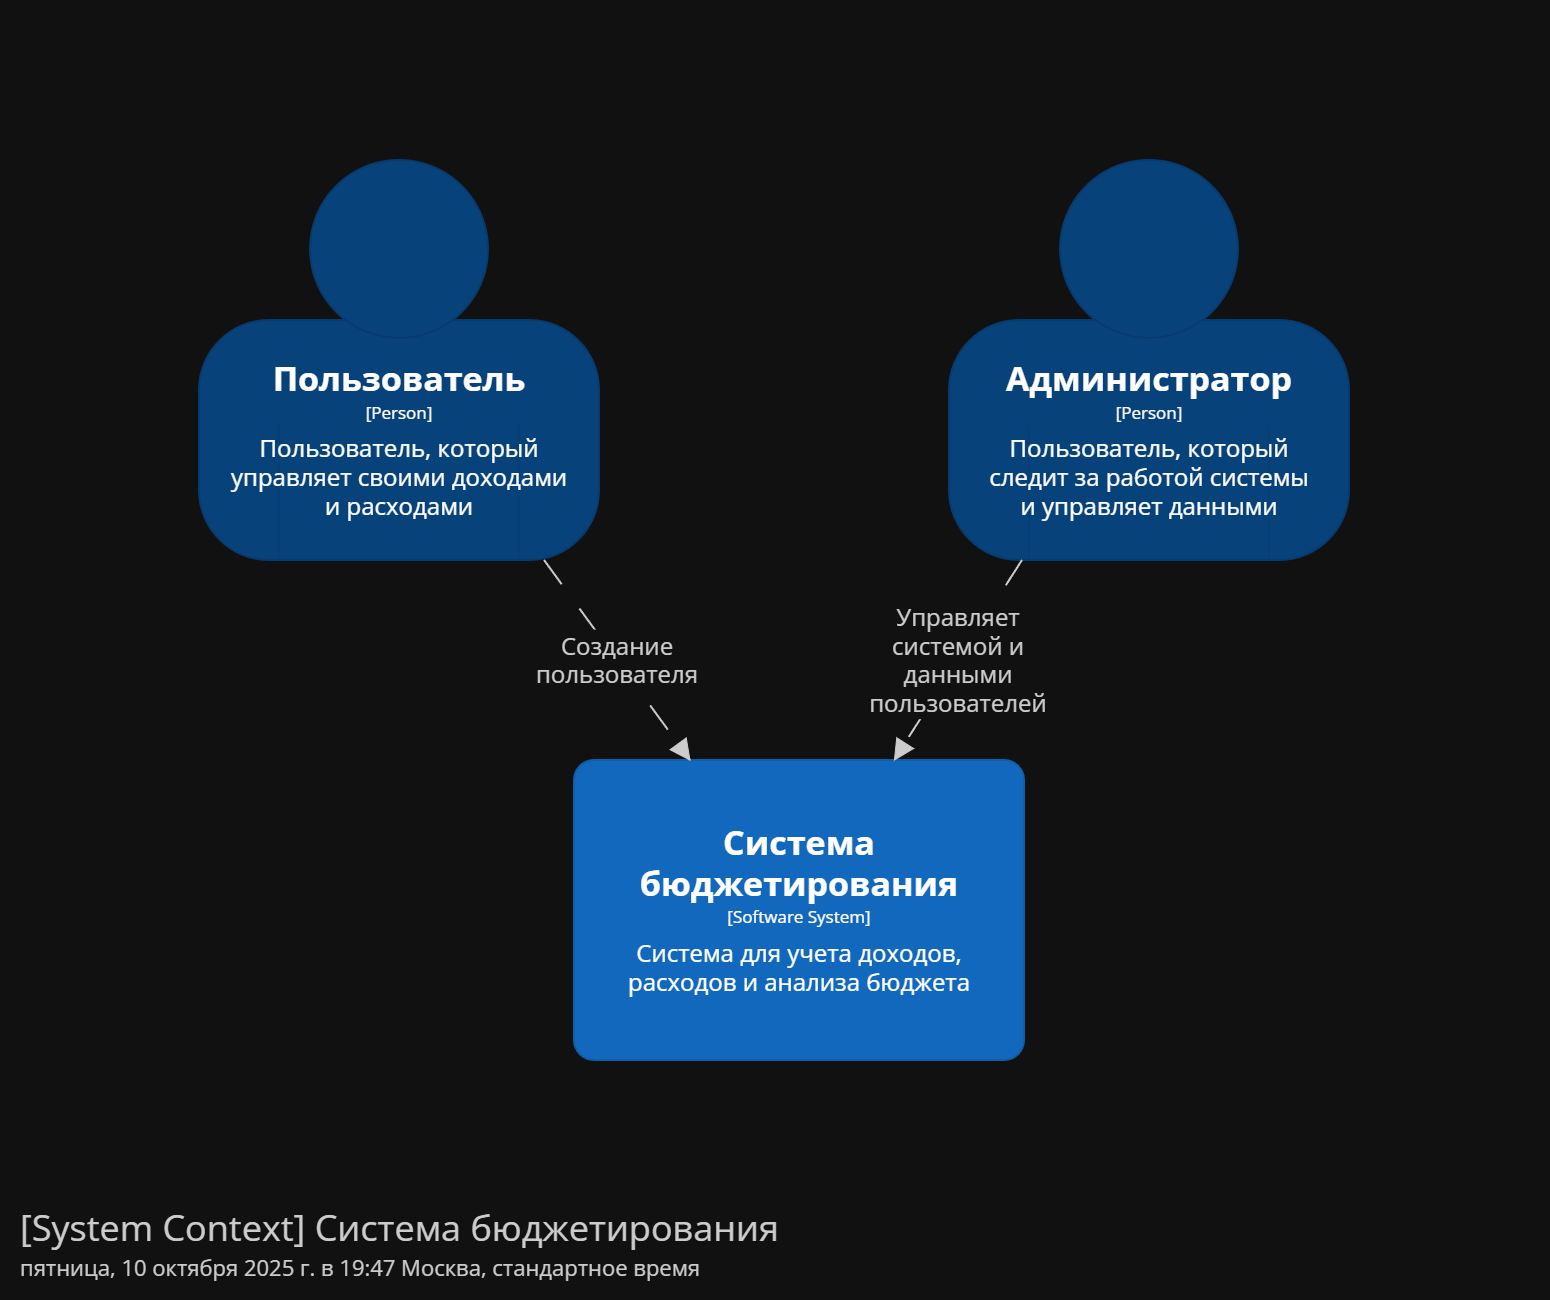 Пользователь
[Person]
Пользователь, который
управляет своими доходами
и расходами
Администратор
[Person]
Пользователь, который
следит за работой системы
и управляет данными
Создание
пользователя
Управляет
системой и
данными
пользователей
Система
бюджетирования
[Software System]
Система для учета доходов,
расходов и анализа бюджета
[System Context] Система бюджетирования
пятница, 10 октября 2025 г. в 19:47 Москва, стандартное время